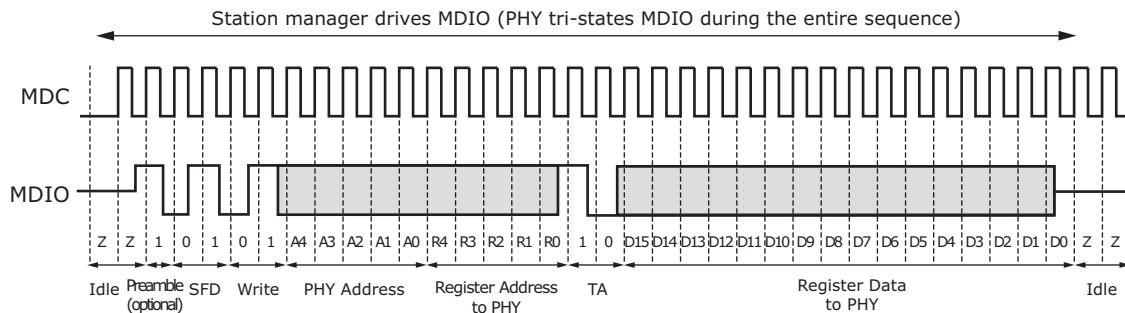 Station manager drives MDIO (PHY tri-states MDIO during the entire sequence)
MDC
MDIO
Z Z 1 0 1 0 1 A4 A3 A2 A1 A0 R4 R3 R2 R1 R0 1 0 D15 D14 D13 D12 D11 D10 D9 D8 D7 D6 D5 D4 D3 D2 D1 D0 Z Z
Idle Preamble SFD Write PHY Address Register Address TA Register Data Idle
(optional) to PHY to PHY